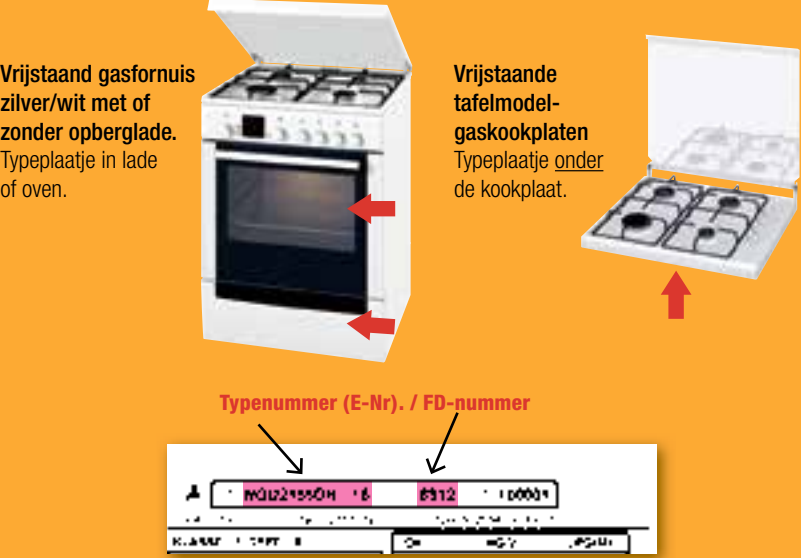 Vrijstaand gasfornuis
zilver/wit met of
zonder opberglade.
Typeplaatje in lade
of oven.
Vrijstaande
tafelmodel-
gaskookplaten
Typeplaatje onder
de kookplaat.
Typenummer (E-Nr). / FD-nummer